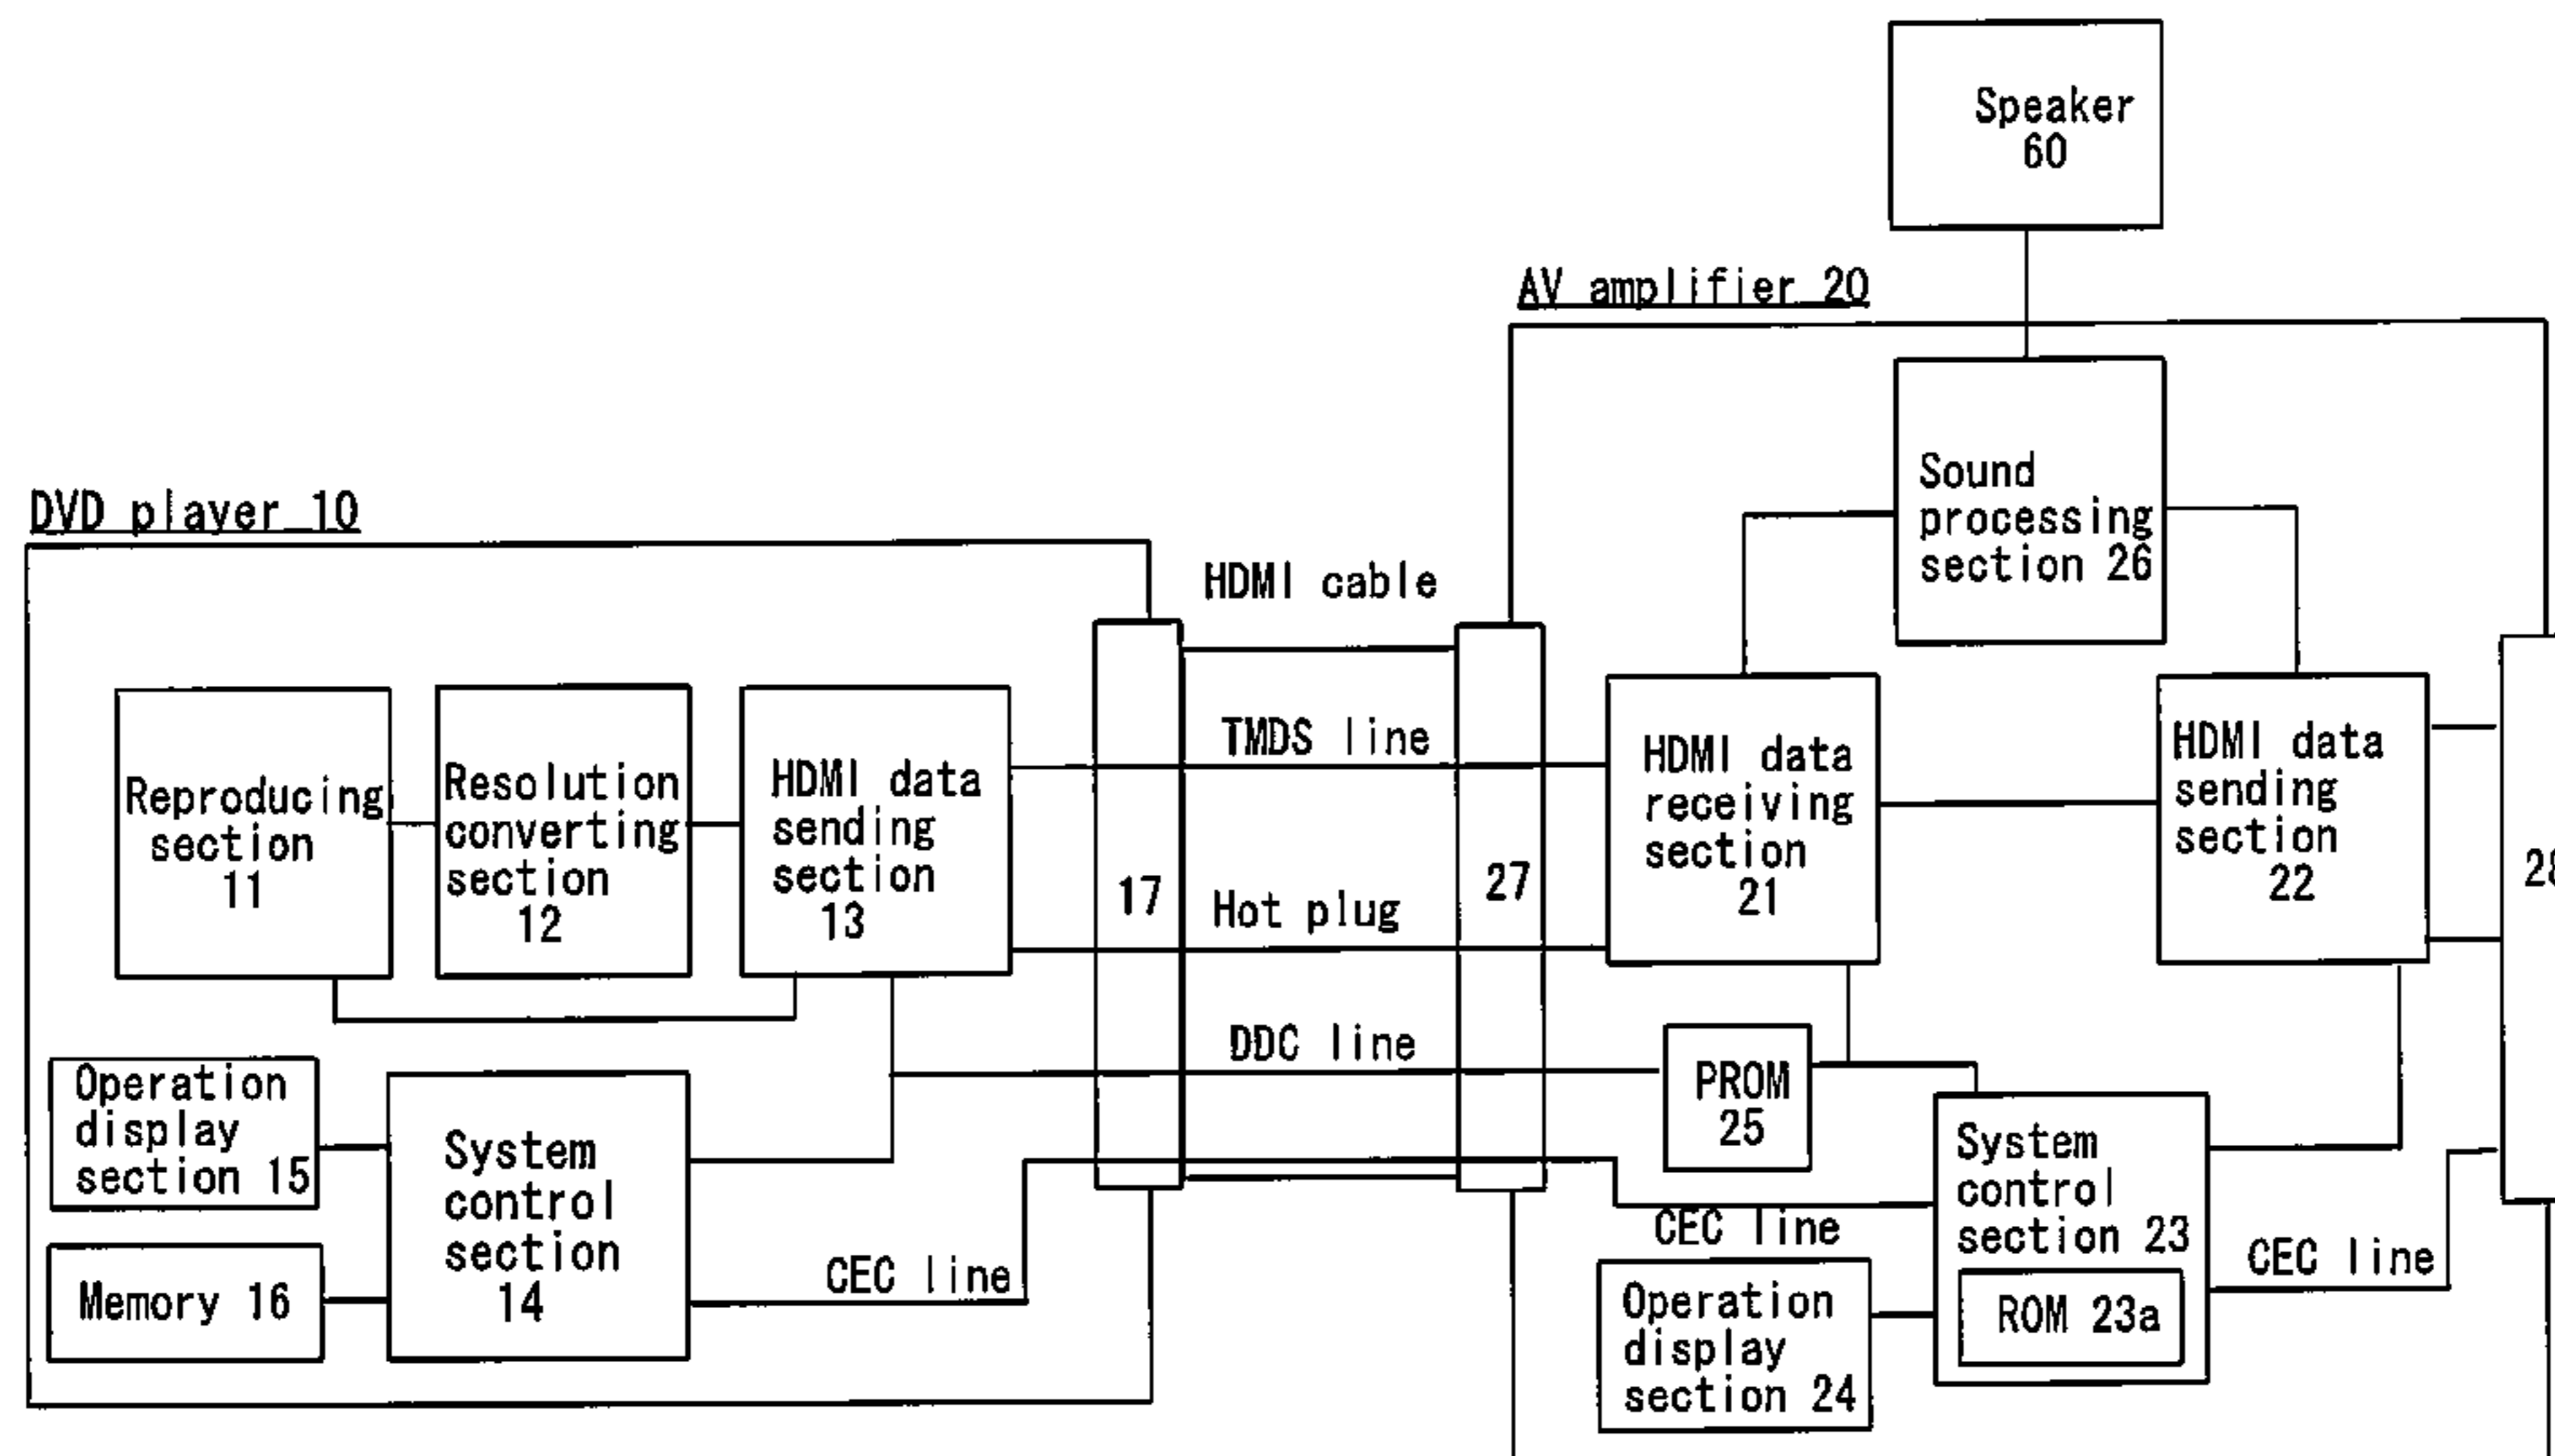 Speaker
60
AV amplifier 20
DVD player 10
Sound
processing
section 26
HDMI cable
Reproducing
section
11
Resolution
converting
section
12
HDMI data
sending
section
13
17
TMDS line
Hot plug
DDC line
27
HDMI data
receiving
section
21
HDMI data
sending
section
22
Operation
display
section 15
Memory 16
System
control
section
14
CEC line
PROM
25
CEC line
Operation
display
section 24
System
control
section 23
ROM 23a
CEC line